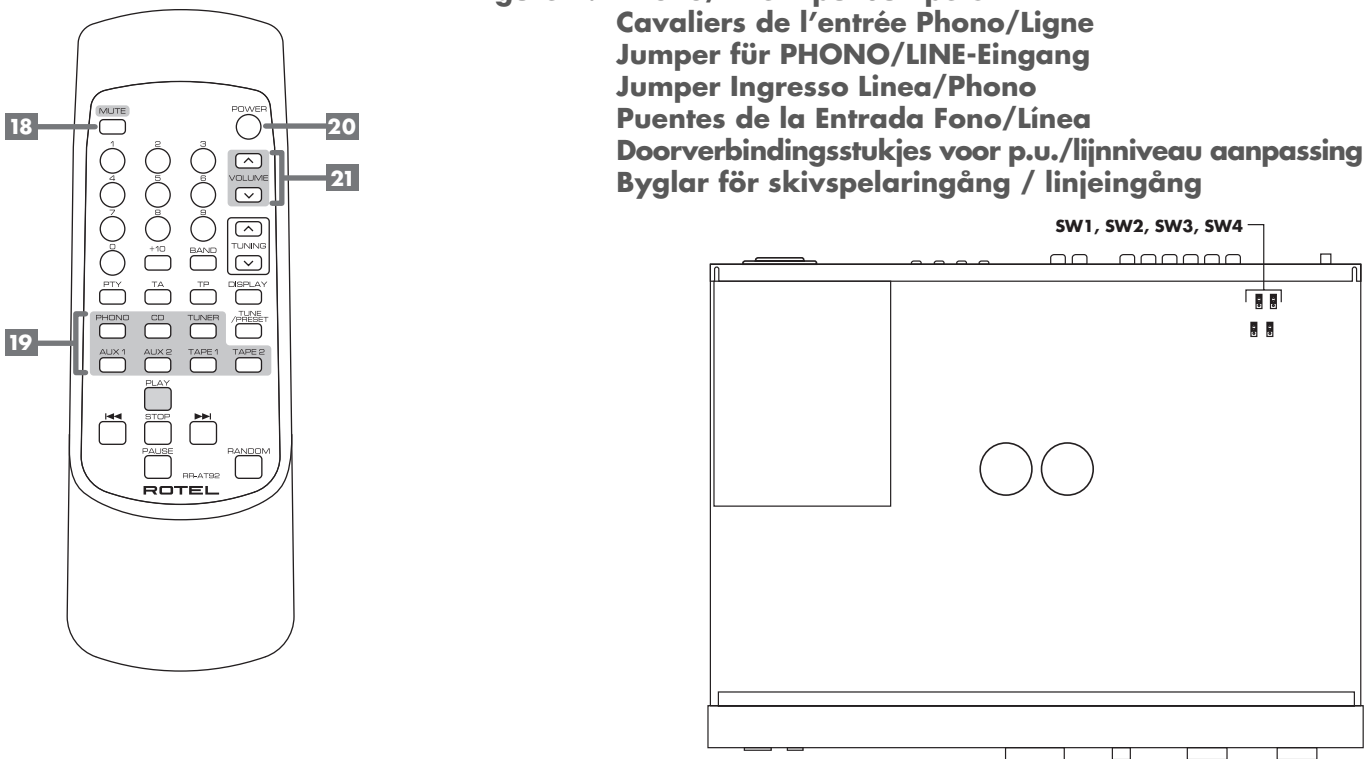 Cavaliers de l’entrée Phono/Ligne
Jumper für PHONO/LINE-Eingang
Jumper Ingresso Linea/Phono
Puentes de la Entrada Fono/Línea
Doorverbindingsstukjes voor p.u./lijnniveau aanpassing
Byglar för skivspelaringång / linjeingång
SW1, SW2, SW3, SW4
18
MUTE
POWER
20
1 2 3
21
4 5 6
VOLUME
7 8 9
TUNING
0 +10 BAND
PTY TA TP DISPLAY
19
PHONO CD TUNER
TUNE
/PRESET
AUX 1 AUX 2 TAPE 1 TAPE 2
PLAY
STOP
PAUSE
RANDOM
RR-AT92
ROTEL